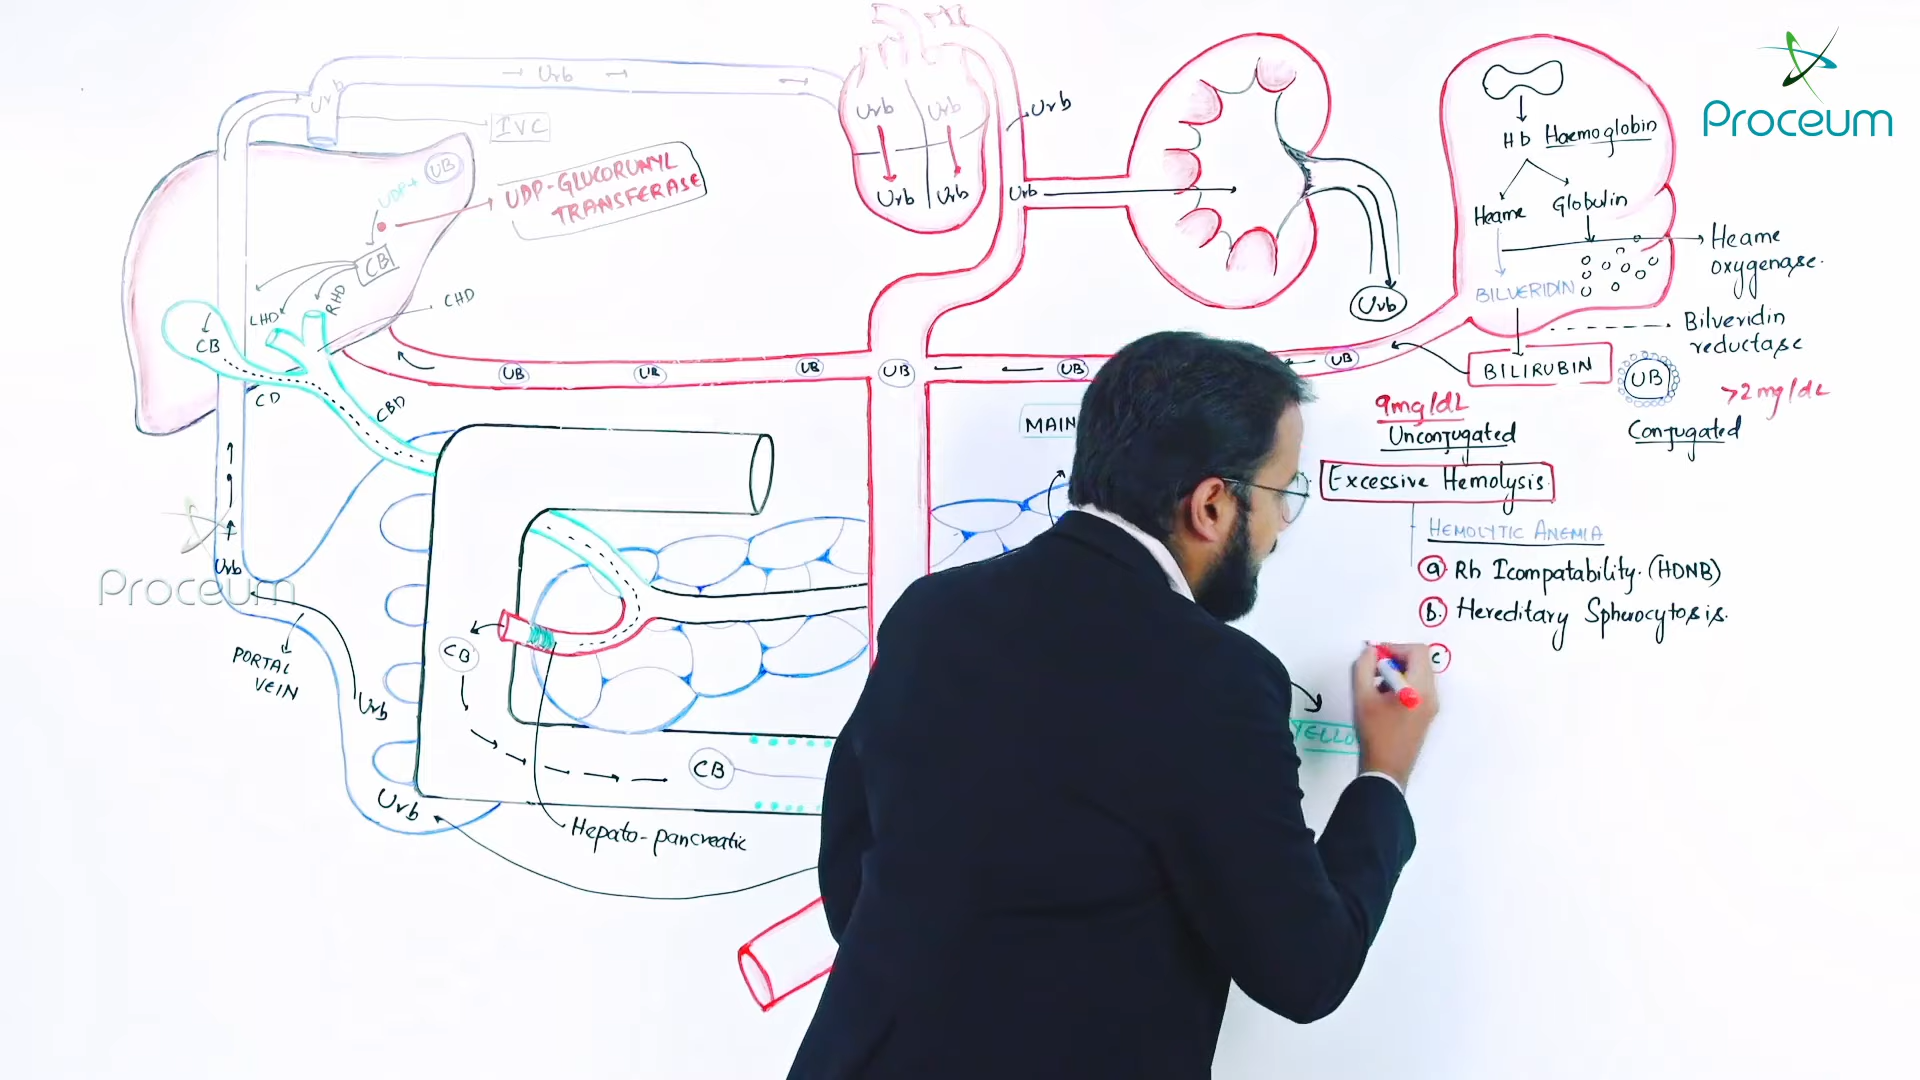 Proceum
Urb
Urb
IVC
UB
UDP+
UDP-GLUCORUNYL
TRANSFERASE
CB
LHD
RHD
CHD
CB
CD
CBD
Urb
Urb
Urb
Urb
Urb
Urb
Urb
Hb Haemoglobin
Heame
Globulin
Heame
oxygenase.
BILVERIDIN
Bilveridin
reductase
BILIRUBIN
UB
>2mg/dL
Conjugated
UB
UB
UB
UB
UB
UB
MAIN
9mg/dL
Unconjugated
Excessive Hemolysis.
HEMOLYTIC ANEMIA
a Rh Icompatability. (HDNB)
b. Hereditary Spherocytosis.
c
YELLO
Proceum
Urb
PORTAL
VEIN
Urb
CB
CB
Urb
Hepato-pancreatic